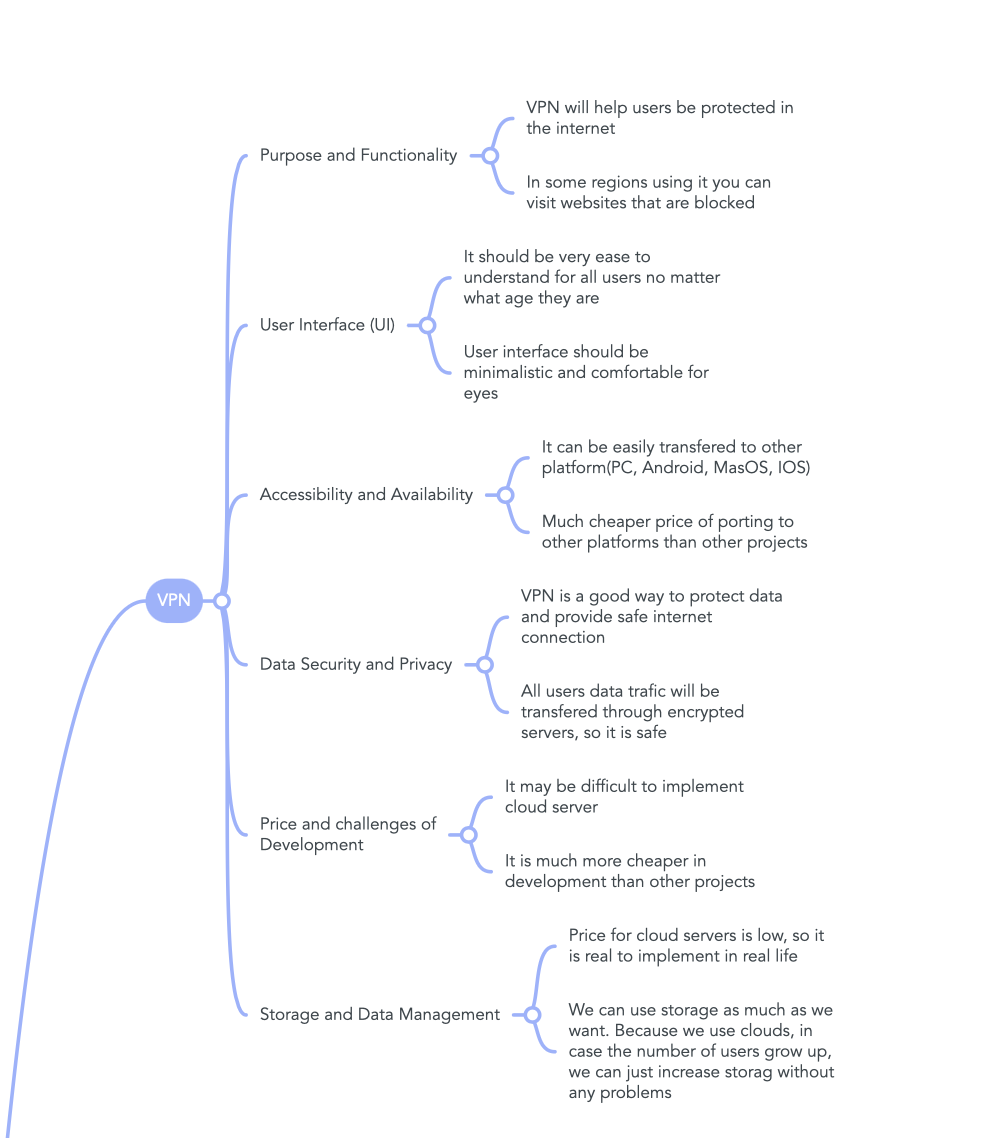 VPN
Purpose and Functionality
VPN will help users be protected in
the internet
In some regions using it you can
visit websites that are blocked
User Interface (UI)
It should be very ease to
understand for all users no matter
what age they are
User interface should be
minimalistic and comfortable for
eyes
Accessibility and Availability
It can be easily transfered to other
platform(PC, Android, MasOS, IOS)
Much cheaper price of porting to
other platforms than other projects
Data Security and Privacy
VPN is a good way to protect data
and provide safe internet
connection
All users data trafic will be
transfered through encrypted
servers, so it is safe
Price and challenges of
Development
It may be difficult to implement
cloud server
It is much more cheaper in
development than other projects
Storage and Data Management
Price for cloud servers is low, so it
is real to implement in real life
We can use storage as much as we
want. Because we use clouds, in
case the number of users grow up,
we can just increase storag without
any problems